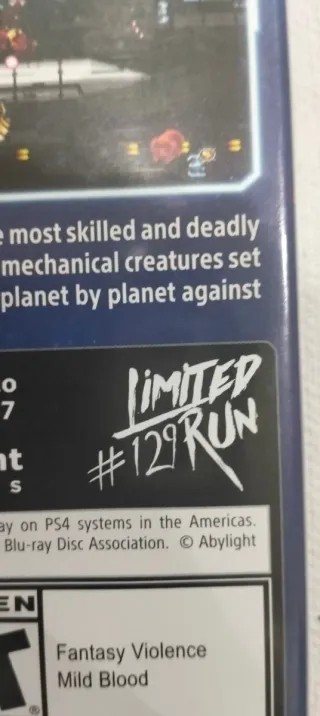 e most skilled and deadly
mechanical creatures set
planet by planet against
LIMITED
RUN
#129
o
7
nt
s
ay on PS4 systems in the Americas.
Blu-ray Disc Association. © Abylight
EN
T
®
Fantasy Violence
Mild Blood